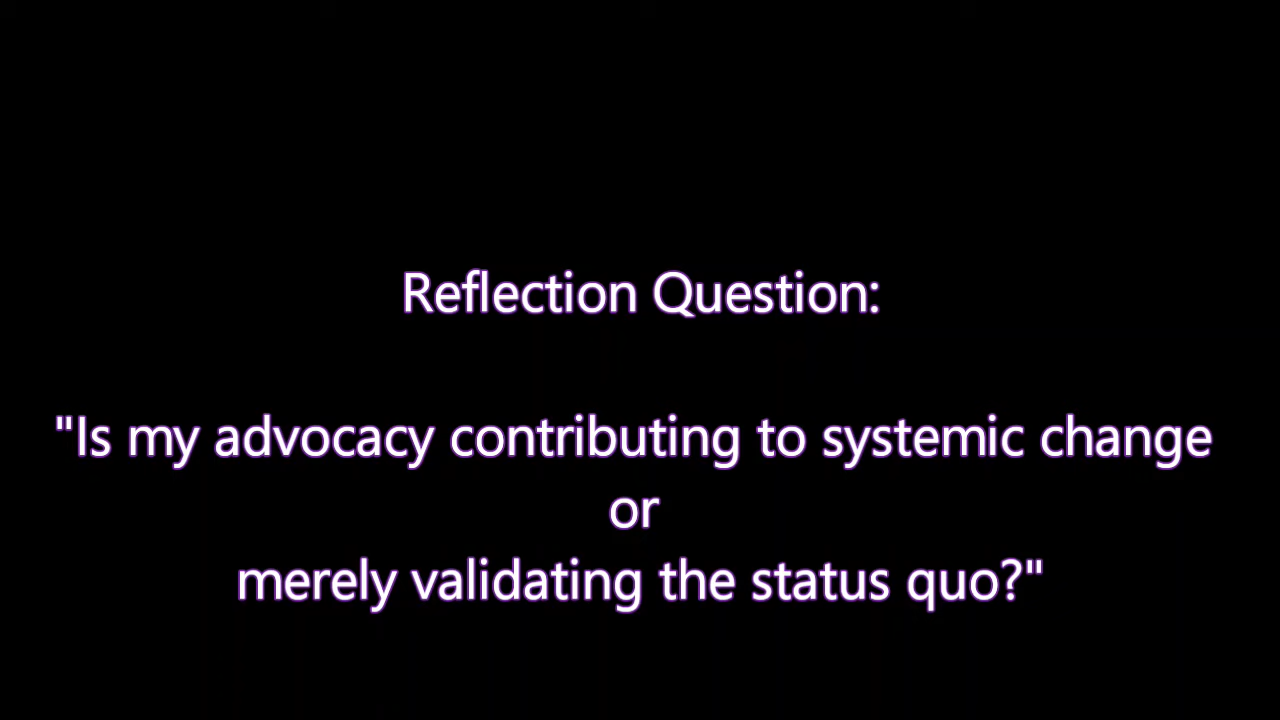 Reflection Question:
"Is my advocacy contributing to systemic change
or
merely validating the status quo?"